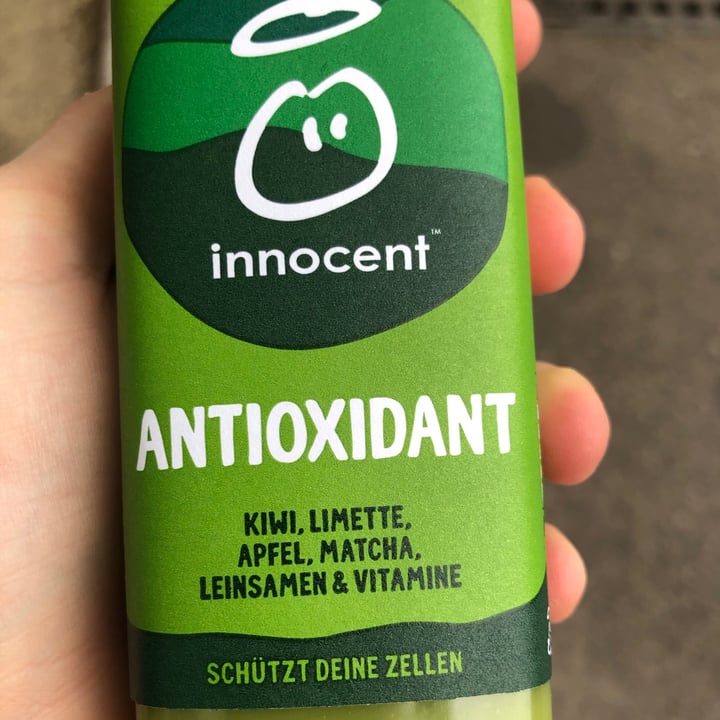 innocent™
ANTIOXIDANT
KIWI, LIMETTE,
APFEL, MATCHA,
LEINSAMEN & VITAMINE
SCHÜTZT DEINE ZELLEN